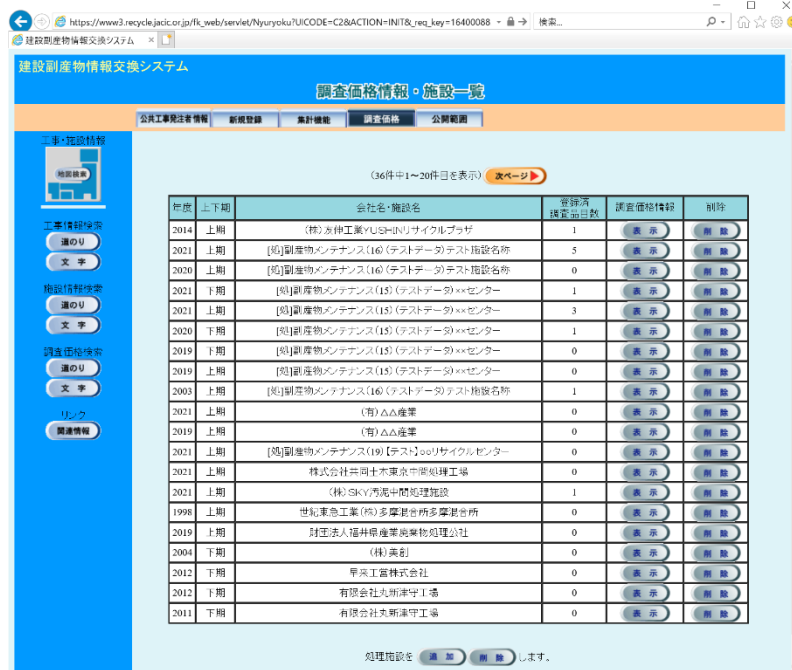 https://www3.recycle.jacic.or.jp/fk_web/servlet/Nyuryoku?UICODE=C2&ACTION=INIT&_req_key=16400088 検索...
建設副産物情報交換システム ×
建設副産物情報交換システム
調査価格情報・施設一覧
公共工事発注者情報 新規登録 集計機能 調査価格 公開範囲
工事・施設情報
地図検索
工事情報検索
道のり
文 字
施設情報検索
道のり
文 字
調査価格検索
道のり
文 字
リンク
関連情報
(36件中1~20件目を表示) 次ページ
年度 上下期 会社名・施設名 登録済調査品目数 調査価格情報 削除
2014 上期 (株)友伸工業YUSHINリサイクルプラザ 1 表 示 削 除
2021 上期 [処]副産物メンテナンス(16)(テストデータ)テスト施設名称 5 表 示 削 除
2020 上期 [処]副産物メンテナンス(16)(テストデータ)テスト施設名称 0 表 示 削 除
2021 下期 [処]副産物メンテナンス(15)(テストデータ)××センター 1 表 示 削 除
2021 上期 [処]副産物メンテナンス(15)(テストデータ)××センター 3 表 示 削 除
2020 下期 [処]副産物メンテナンス(15)(テストデータ)××センター 1 表 示 削 除
2019 下期 [処]副産物メンテナンス(15)(テストデータ)××センター 0 表 示 削 除
2019 上期 [処]副産物メンテナンス(15)(テストデータ)××センター 0 表 示 削 除
2003 上期 [処]副産物メンテナンス(16)(テストデータ)テスト施設名称 1 表 示 削 除
2021 上期 (有)△△産業 0 表 示 削 除
2019 上期 (有)△△産業 0 表 示 削 除
2021 上期 [処]副産物メンテナンス(19)【テスト】○○リサイクルセンター 0 表 示 削 除
2021 上期 株式会社共同土木東京中間処理工場 0 表 示 削 除
2021 上期 (株)SKY汚泥中間処理施設 1 表 示 削 除
1998 上期 世紀東急工業(株)多摩混合所多摩混合所 0 表 示 削 除
2019 上期 財団法人福井県産業廃棄物処理公社 0 表 示 削 除
2004 下期 (株)美創 0 表 示 削 除
2012 下期 早来工営株式会社 0 表 示 削 除
2012 下期 有限会社丸新津守工場 0 表 示 削 除
2011 下期 有限会社丸新津守工場 0 表 示 削 除
処理施設を 追 加 削 除 します。